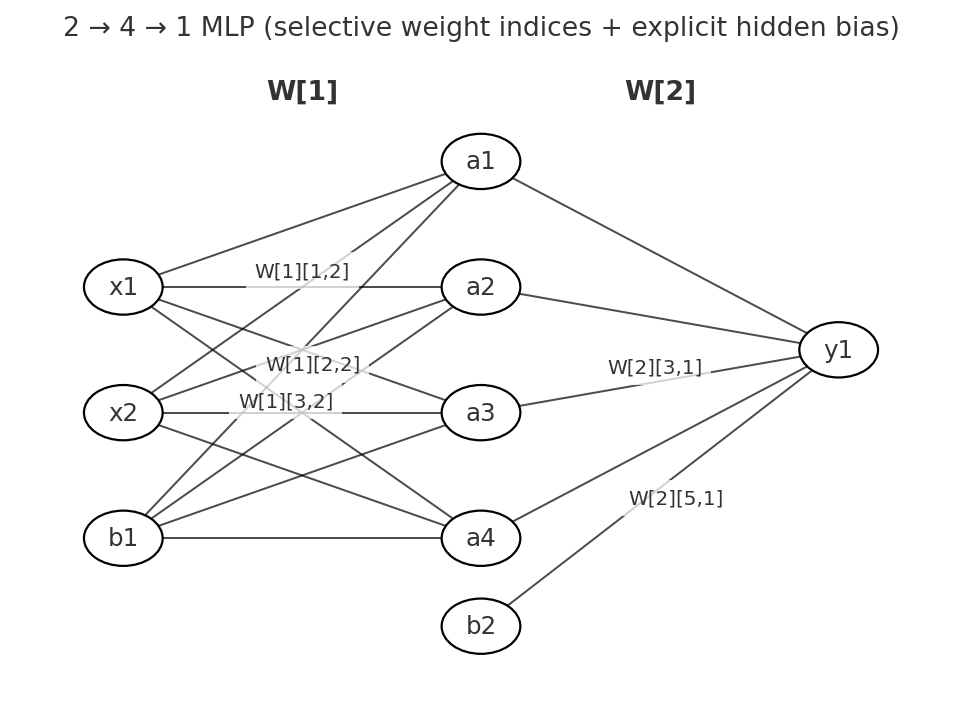 2 → 4 → 1 MLP (selective weight indices + explicit hidden bias)
W[1]
W[2]
a1
x1
W[1][1,2]
a2
y1
W[1][2,2]
W[2][3,1]
W[1][3,2]
x2
a3
W[2][5,1]
b1
a4
b2